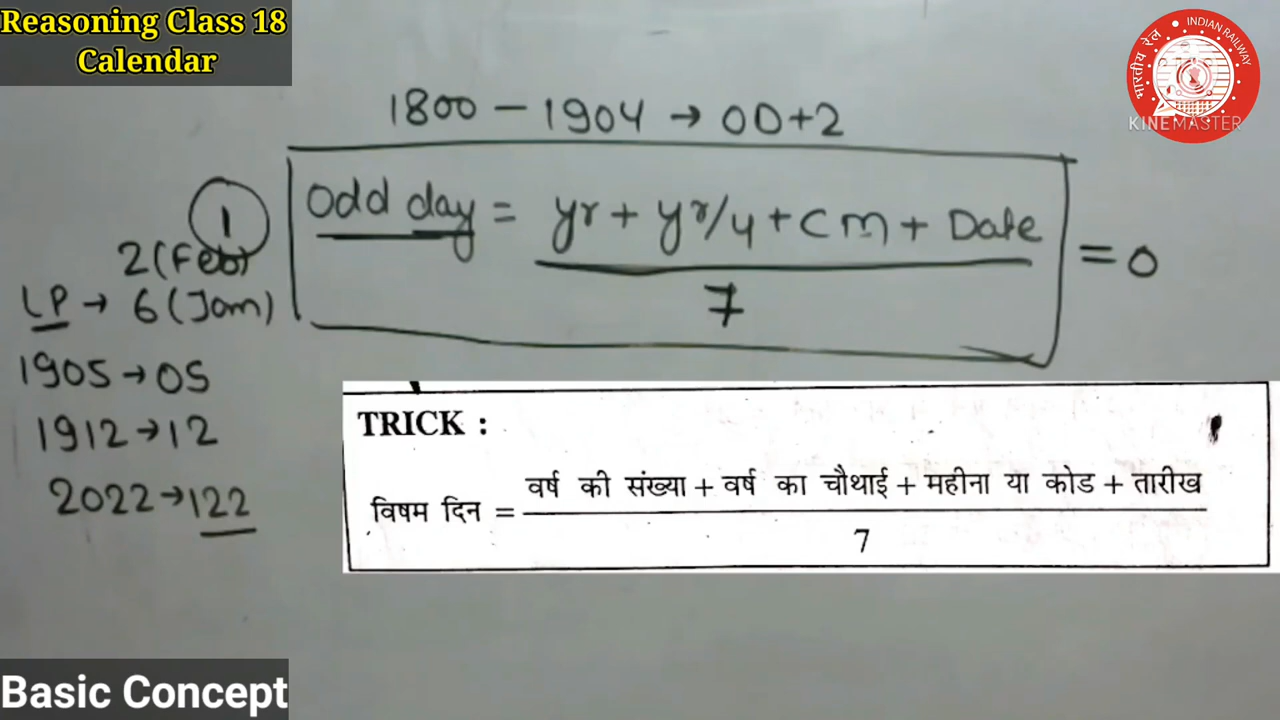 Reasoning Class 18
Calendar
भारतीय रेल
INDIAN RAILWAY
KINEMASTER
1800 - 1904 → OD+2
Odd day = yr + yr/4 + CM + Date
7
= 0
1
2(Feb)
LP → 6(Jan)
1905 → 05
1912 → 12
2022 → 122
TRICK :
विषम दिन = वर्ष की संख्या + वर्ष का चौथाई + महीना या कोड + तारीख
7
Basic Concept